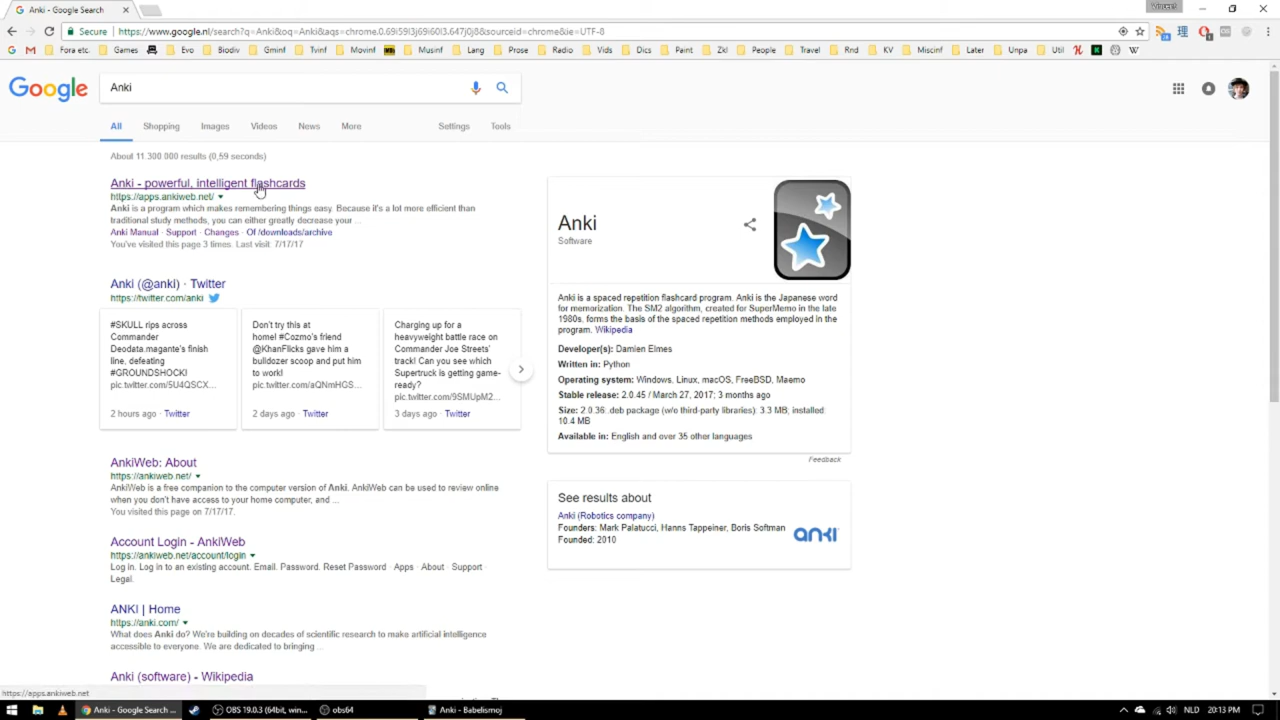 Anki - Google Search
Vincent
Secure
https://www.google.nl/search?q=Anki&oq=Anki&aqs=chrome.0.69i59l3j69i60l3.647j0j8&sourceid=chrome&ie=UTF-8
Fora etc. Games Evo Biodiv Gminf Tvinf Movinf Musinf Lang Prose Radio Vids Dics Paint Zkl People Travel Rnd KV Miscinf Later Unpa Util
Google
Anki
All Shopping Images Videos News More Settings Tools
About 11.300.000 results (0,59 seconds)
Anki - powerful, intelligent flashcards
https://apps.ankiweb.net/
Anki is a program which makes remembering things easy. Because it's a lot more efficient than
traditional study methods, you can either greatly decrease your ...
Anki Manual · Support · Changes · Of /downloads/archive
You've visited this page 3 times. Last visit: 7/17/17
Anki (@anki) · Twitter
https://twitter.com/anki
#SKULL rips across
Commander
Deodata.magante's finish
line, defeating
#GROUNDSHOCK!
pic.twitter.com/5U4QSCX...
2 hours ago · Twitter
Don't try this at
home! #Cozmo's friend
@KhanFlicks gave him a
bulldozer scoop and put him
to work!
pic.twitter.com/aQNmHGS...
2 days ago · Twitter
Charging up for a
heavyweight battle race on
Commander Joe Streets'
track! Can you see which
Supertruck is getting game-
ready?
pic.twitter.com/9SMUpM2...
3 days ago · Twitter
AnkiWeb: About
https://ankiweb.net/
AnkiWeb is a free companion to the computer version of Anki. AnkiWeb can be used to review online
when you don't have access to your home computer, and ...
You visited this page on 7/17/17.
Account Login - AnkiWeb
https://ankiweb.net/account/login
Log in. Log in to an existing account. Email. Password. Reset Password · Apps · About · Support
Legal.
ANKI | Home
https://anki.com/
What does Anki do? We're building on decades of scientific research to make artificial intelligence
accessible to everyone. We are dedicated to bringing ...
Anki (software) - Wikipedia
Anki
Software
Anki is a spaced repetition flashcard program. Anki is the Japanese word
for memorization. The SM2 algorithm, created for SuperMemo in the late
1980s, forms the basis of the spaced repetition methods employed in the
program. Wikipedia
Developer(s): Damien Elmes
Written in: Python
Operating system: Windows, Linux, macOS, FreeBSD, Maemo
Stable release: 2.0.45 / March 27, 2017; 3 months ago
Size: 2.0.36 .deb package (w/o third-party libraries): 3.3 MB, installed:
10.4 MB
Available in: English and over 35 other languages
Feedback
See results about
Anki (Robotics company)
Founders: Mark Palatucci, Hanns Tappeiner, Boris Sofman
Founded: 2010
anki
https://apps.ankiweb.net
Anki - Google Search ...
OBS 19.0.3 (64bit, win...
obs64
Anki - Babelismoj
NLD 20:13 PM